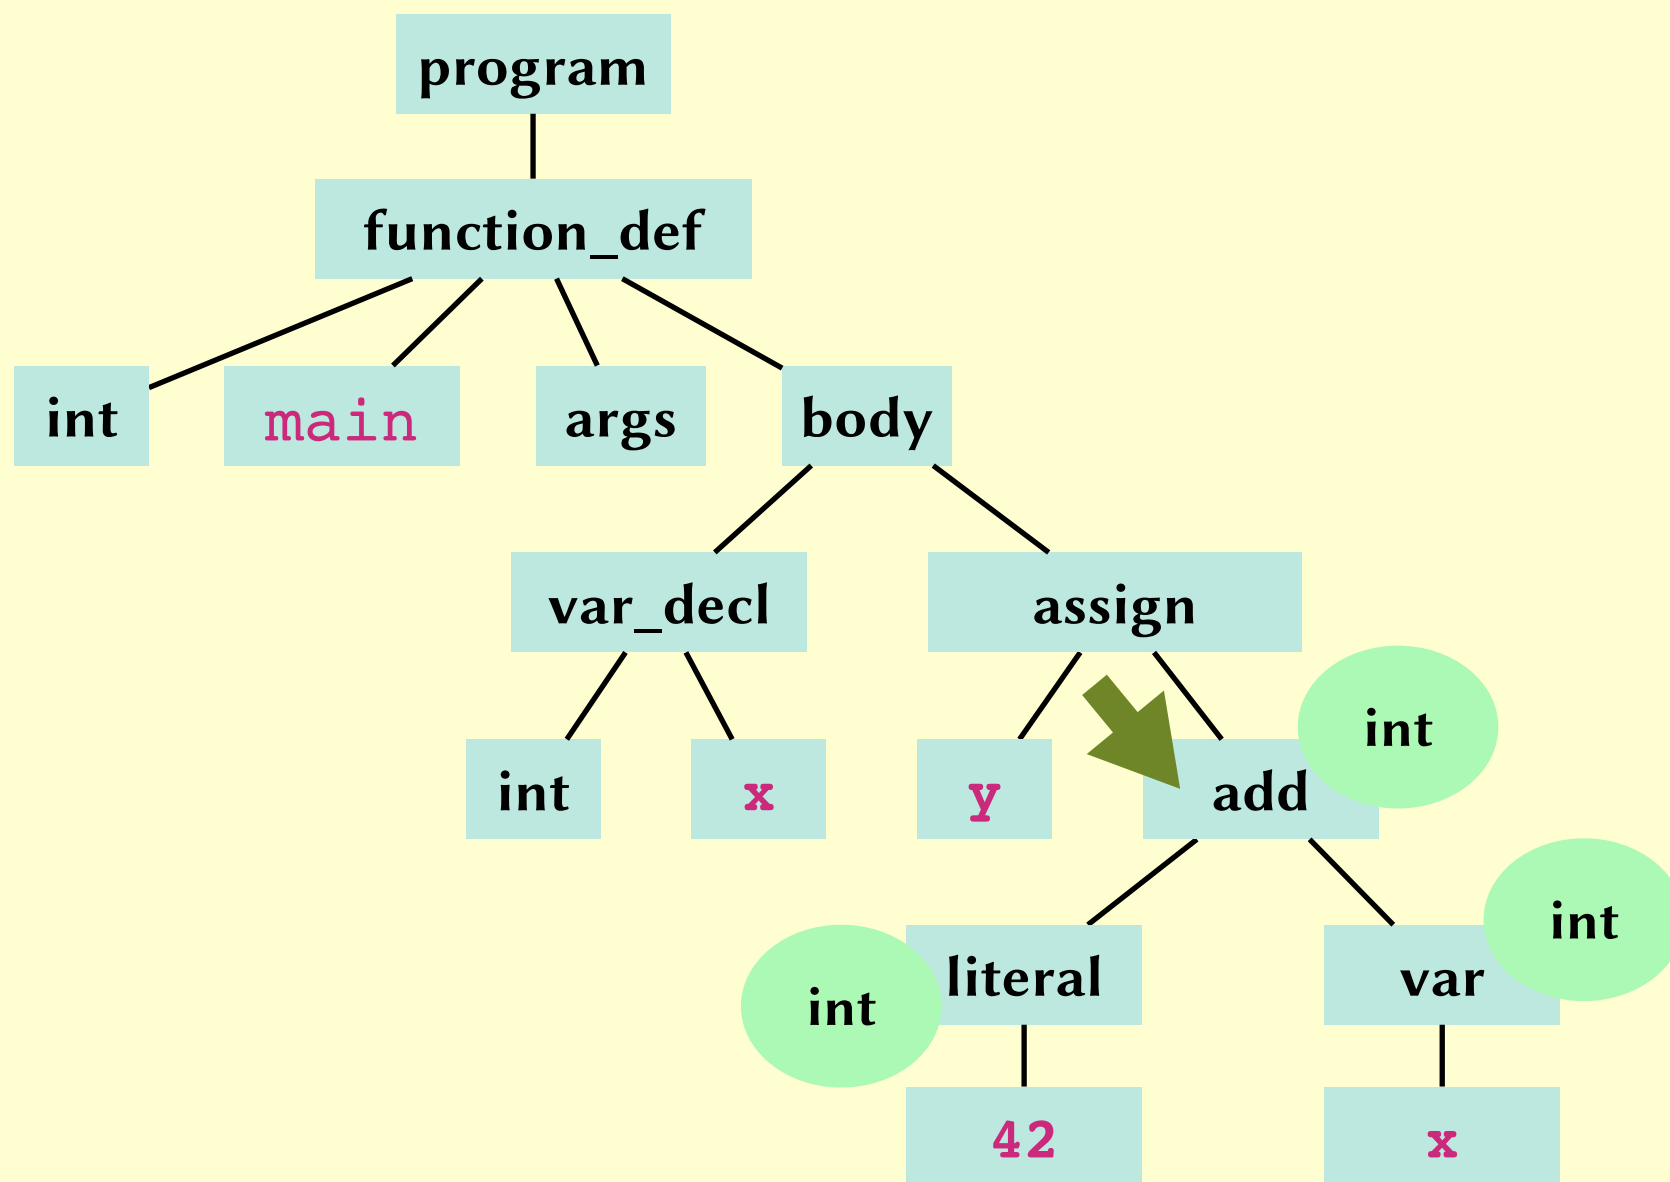 program
function_def
int
main
args
body
var_decl
assign
int
x
y
add
int
int
literal
var
int
42
x